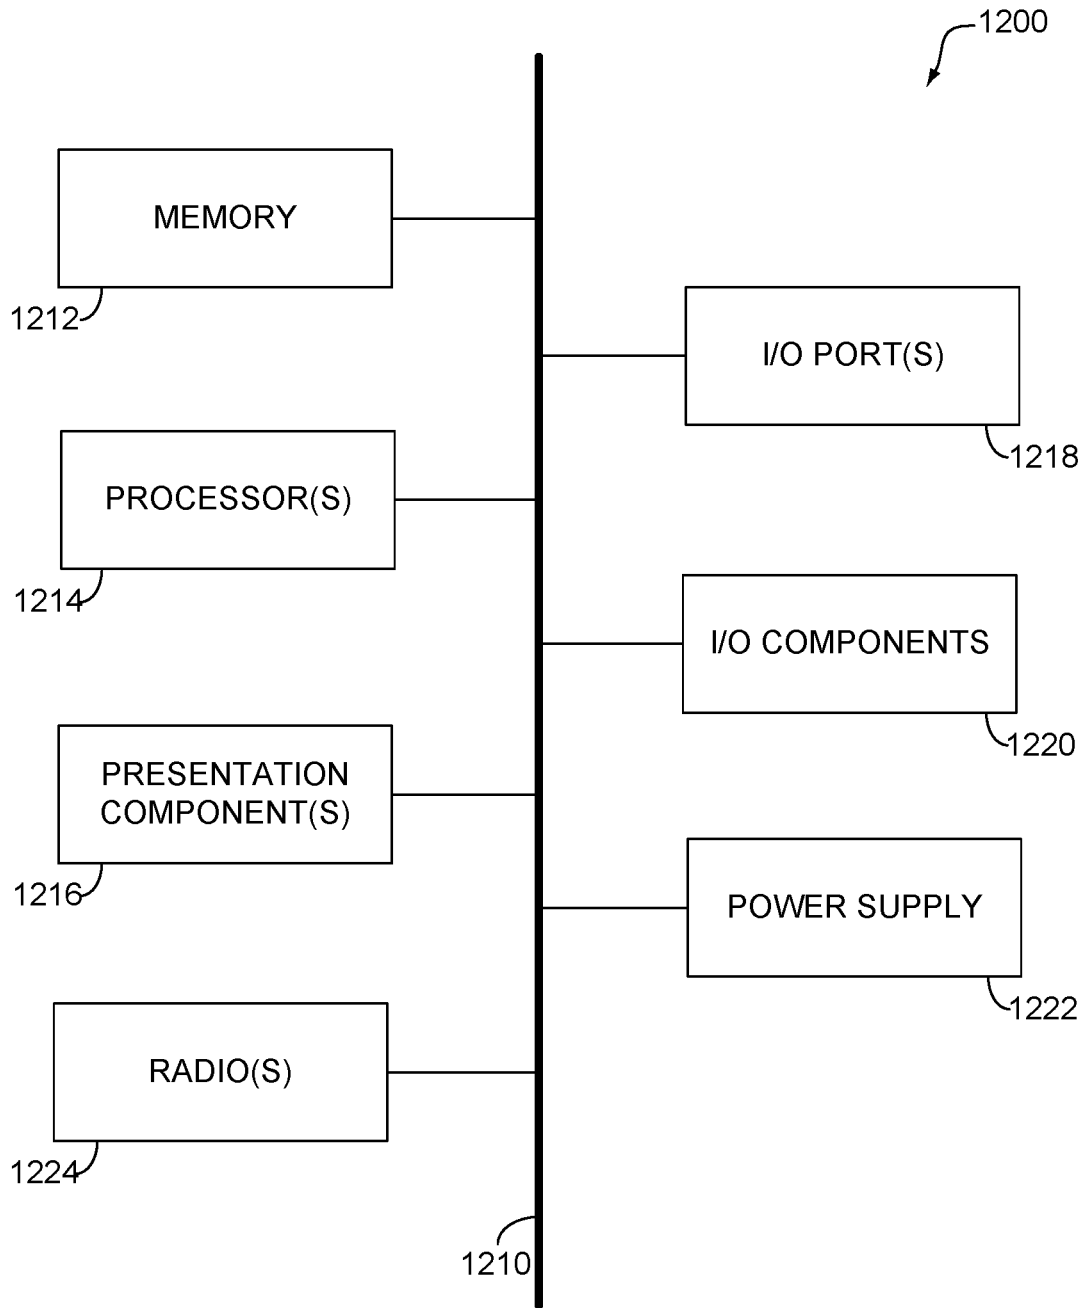 1200
MEMORY
1212
I/O PORT(S)
1218
PROCESSOR(S)
1214
I/O COMPONENTS
1220
PRESENTATION
COMPONENT(S)
1216
POWER SUPPLY
1222
RADIO(S)
1224
1210